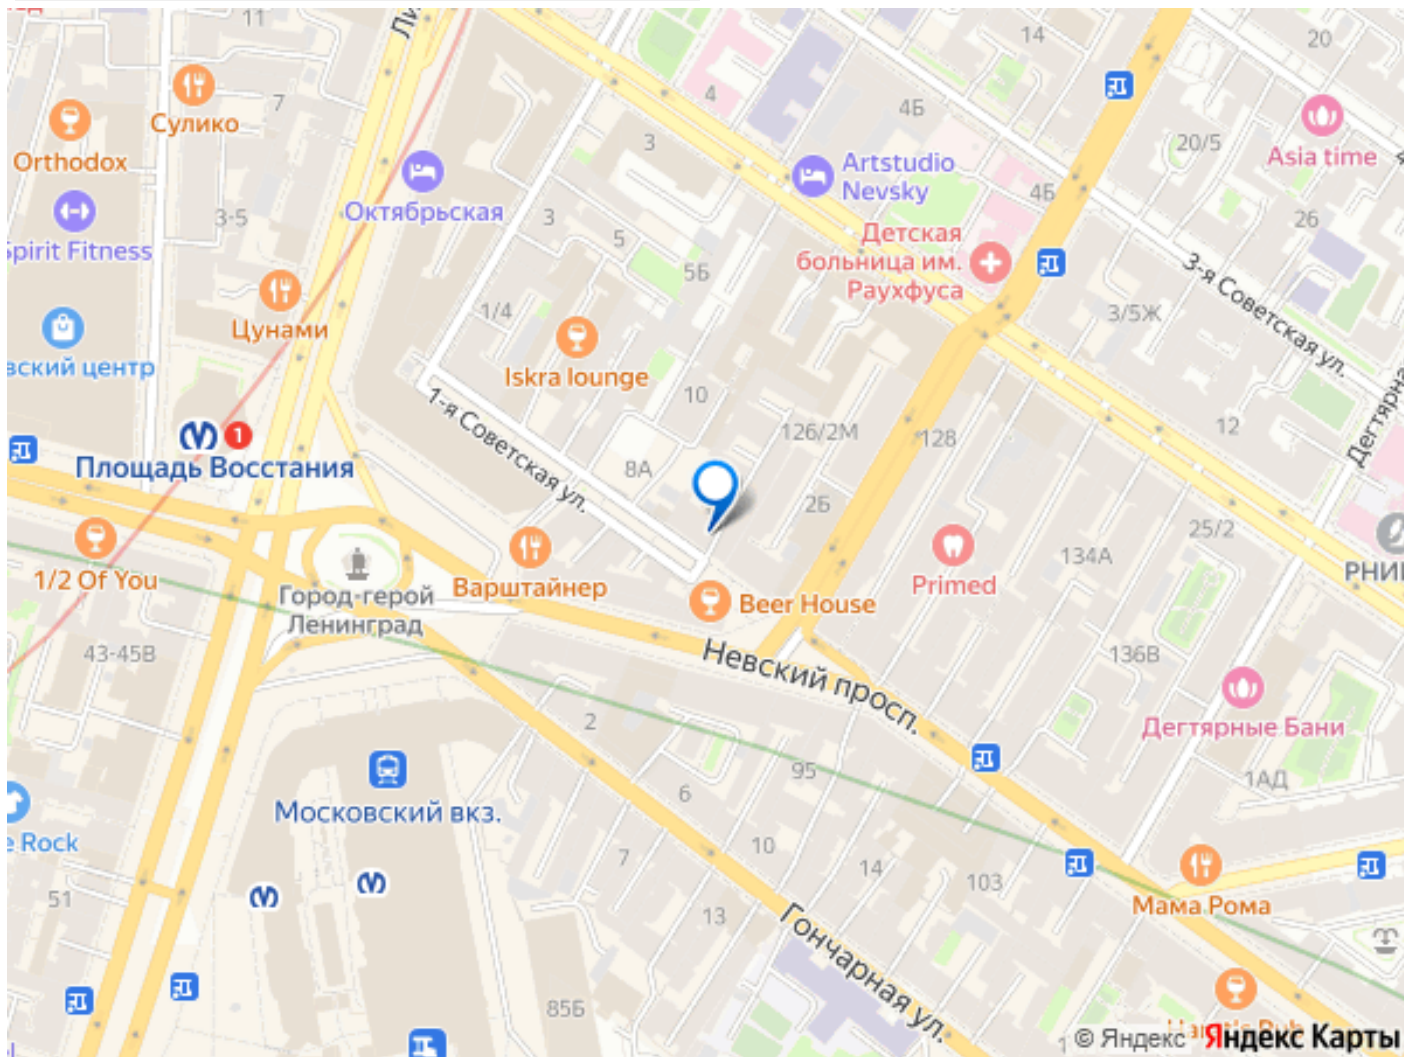 11
14
20
Сулико
7
4
4Б
20/5
Asia time
Orthodox
3
Artstudio
Nevsky
4Б
Октябрьская
3-5
3
5
26
Spirit Fitness
Детская
больница им.
Раухфуса
5Б
3-я Советская ул.
1/4
3/5Ж
Цунами
вский центр
Iskra lounge
10
1-я Советская ул.
126/2М
128
12
1
Площадь Восстания
8А
2Б
25/2
Варштайнер
134А
1/2 Of You
Primed
Город-герой
Ленинград
Beer House
43-45В
Невский просп.
136В
2
Дегтярные Бани
95
1АД
6
Московский вкз.
e Rock
10
7
14
103
51
Мама Рома
13
Гончарная ул.
85Б
© Яндекс
Яндекс Карты